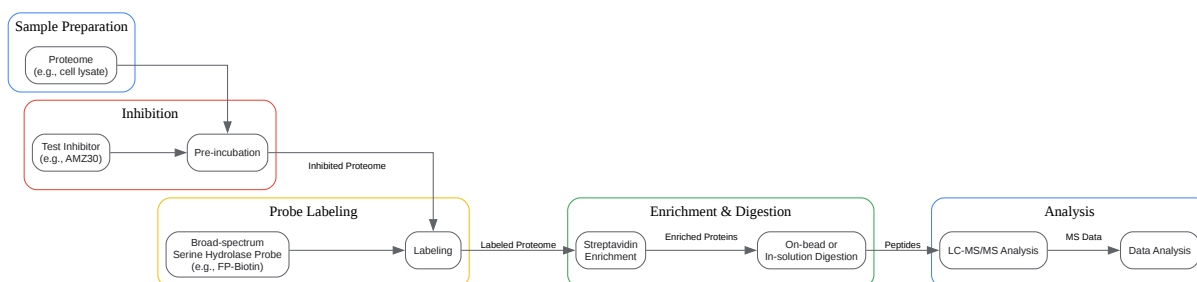 Sample Preparation
Proteome
(e.g., cell lysate)
Inhibition
Test Inhibitor
(e.g., AMZ30)
Pre-incubation
Inhibited Proteome
Probe Labeling
Broad-spectrum
Serine Hydrolase Probe
(e.g., FP-Biotin)
Labeling
Labeled Proteome
Enrichment & Digestion
Streptavidin
Enrichment
Enriched Proteins
On-bead or
In-solution Digestion
Peptides
Analysis
LC-MS/MS Analysis
MS Data
Data Analysis